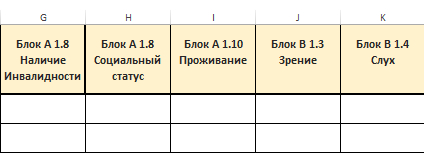 G H I J K
Блок А 1.8 Блок А 1.8 Блок А 1.10 Блок В 1.3 Блок В 1.4
Наличие Социальный Проживание Зрение Слух
Инвалидности статус